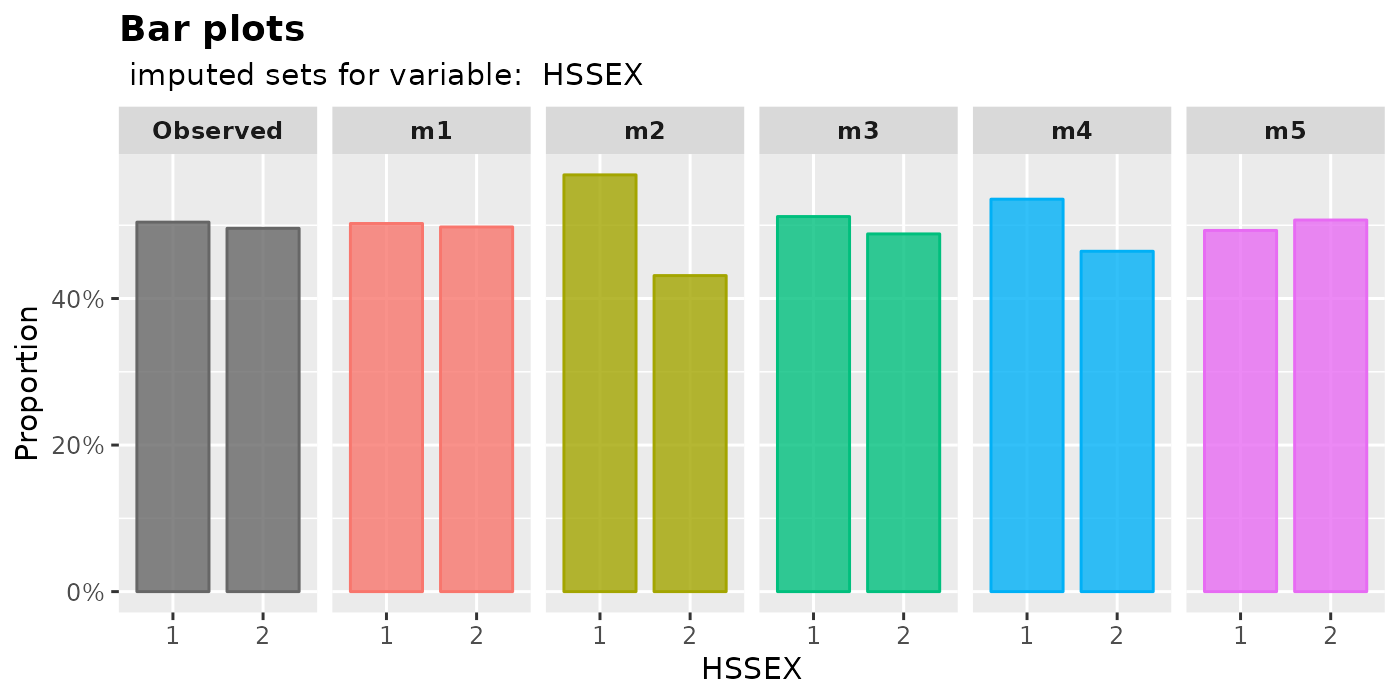 Bar plots
imputed sets for variable:  HSSEX
Observed m1 m2 m3 m4 m5
Proportion
40%
20%
0%
1 2 1 2 1 2 1 2 1 2 1 2
HSSEX